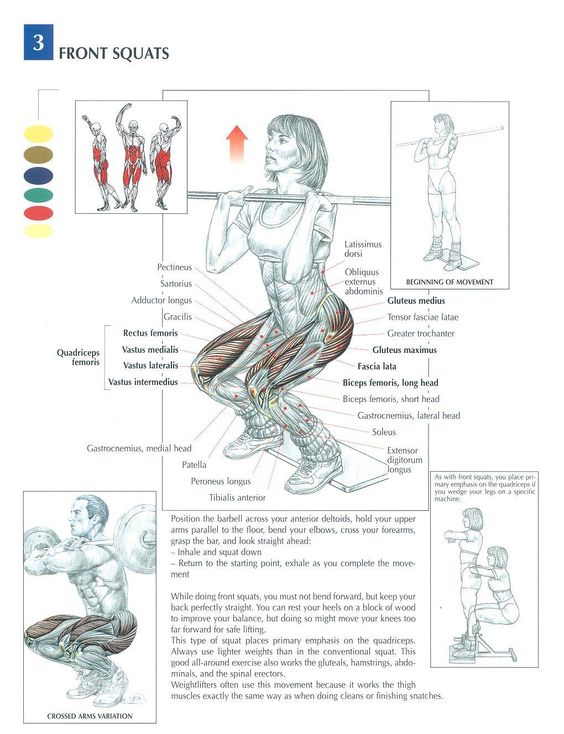 3
FRONT SQUATS
BEGINNING OF MOVEMENT
Latissimus
dorsi
Obliquus
externus
abdominis
Gluteus medius
Tensor fasciae latae
Greater trochanter
Gluteus maximus
Fascia lata
Biceps femoris, long head
Biceps femoris, short head
Gastrocnemius, lateral head
Soleus
Extensor
digitorum
longus
Pectineus
Sartorius
Adductor longus
Gracilis
Rectus femoris
Vastus medialis
Vastus lateralis
Vastus intermedius
Quadriceps
femoris
Gastrocnemius, medial head
Patella
Peroneus longus
Tibialis anterior
As with front squats, you place pri-
mary emphasis on the quadriceps if
you wedge your legs on a specific
machine.
Position the barbell across your anterior deltoids, hold your upper
arms parallel to the floor, bend your elbows, cross your forearms,
grasp the bar, and look straight ahead:
– Inhale and squat down
– Return to the starting point, exhale as you complete the move-
ment
While doing front squats, you must not bend forward, but keep your
back perfectly straight. You can rest your heels on a block of wood
to improve your balance, but doing so might move your knees too
far forward for safe lifting.
This type of squat places primary emphasis on the quadriceps.
Always use lighter weights than in the conventional squat. This
good all-around exercise also works the gluteals, hamstrings, abdo-
minals, and the spinal erectors.
Weightlifters often use this movement because it works the thigh
muscles exactly the same way as when doing cleans or finishing snatches.
CROSSED ARMS VARIATION